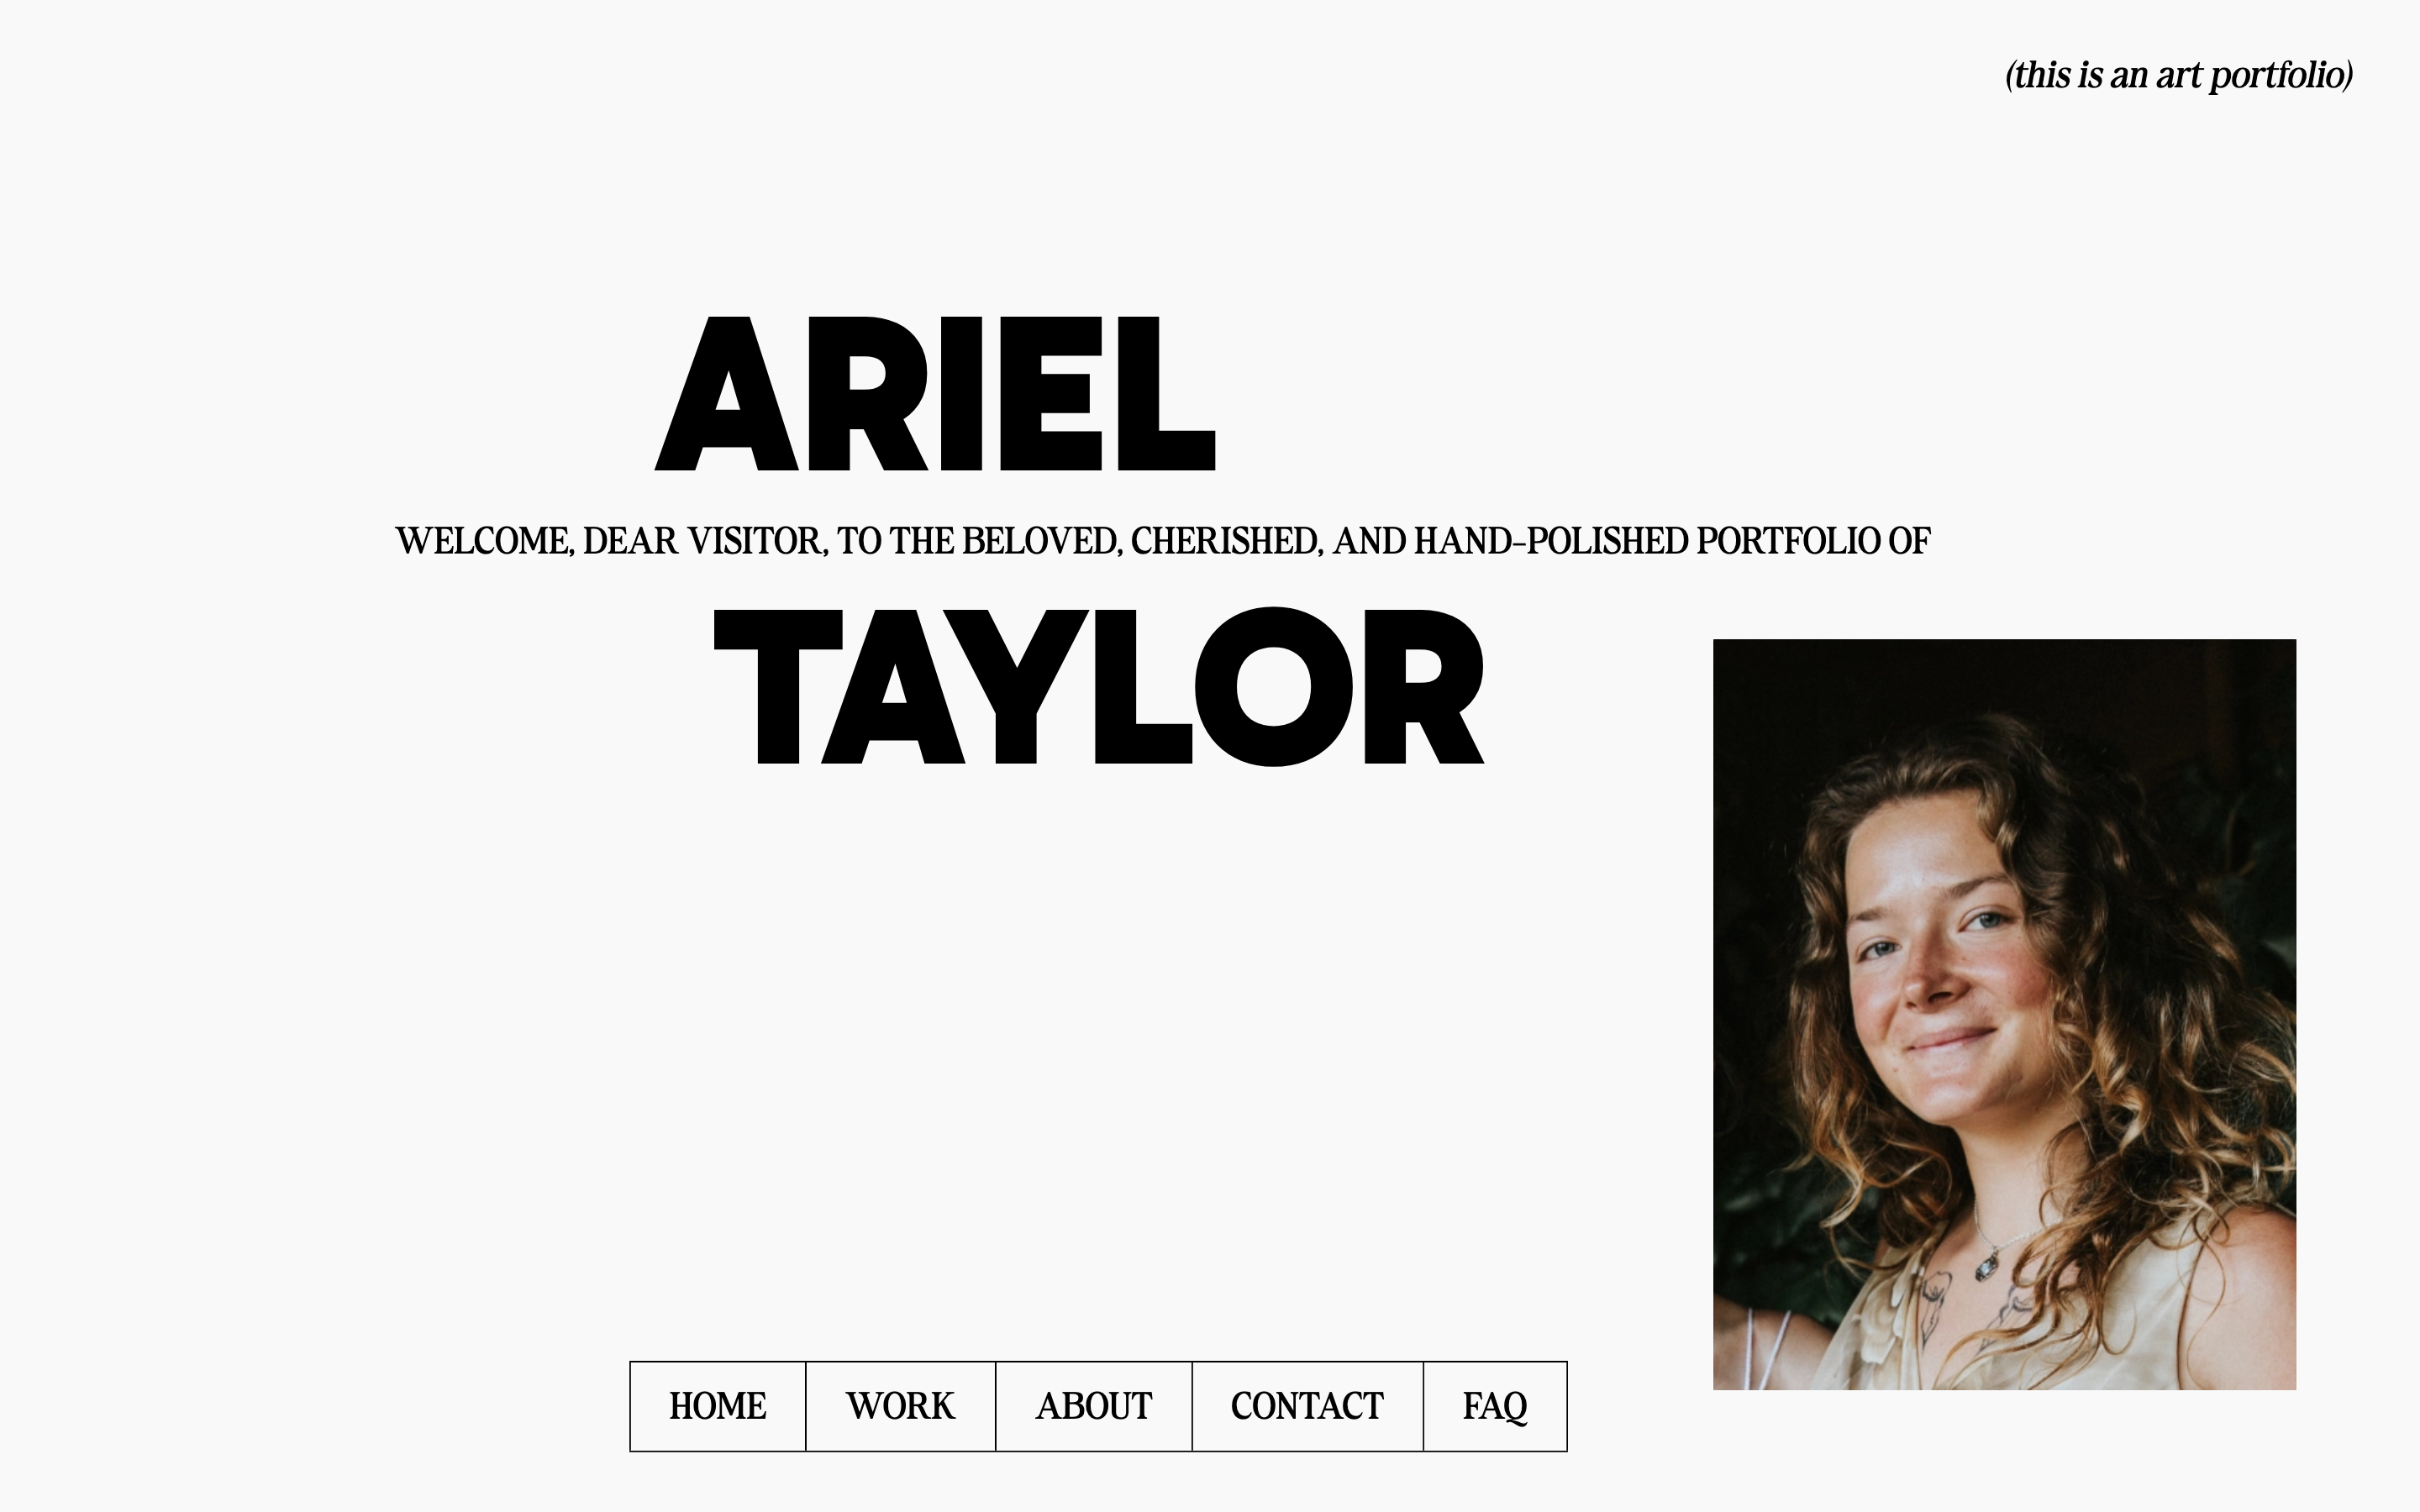 (this is an art portfolio)
ARIEL
WELCOME, DEAR VISITOR, TO THE BELOVED, CHERISHED, AND HAND-POLISHED PORTFOLIO OF
TAYLOR
HOME
WORK
ABOUT
CONTACT
FAQ